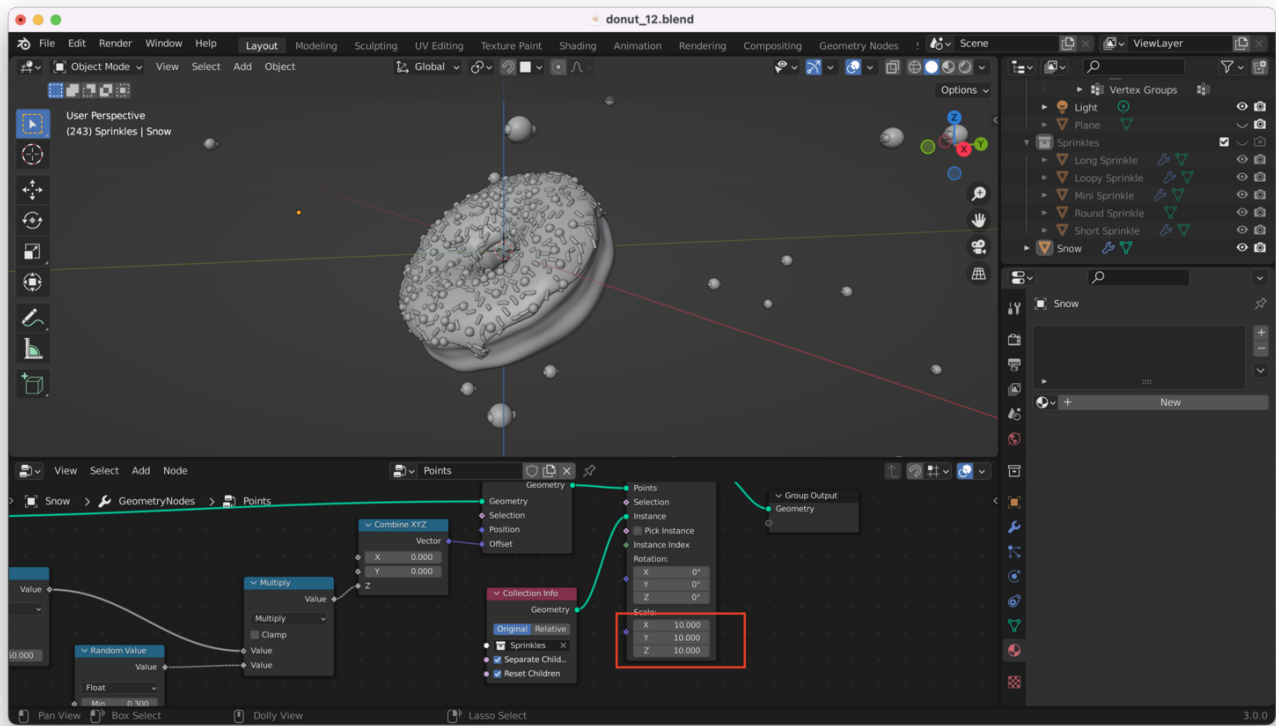 donut_12.blend
File Edit Render Window Help Layout Modeling Sculpting UV Editing Texture Paint Shading Animation Rendering Compositing Geometry Nodes Scene ViewLayer
Object Mode View Select Add Object Global
Options
User Perspective
(243) Sprinkles | Snow
Z
Y
X
Vertex Groups
Light
Plane
Sprinkles
Long Sprinkle
Loopy Sprinkle
Mini Sprinkle
Round Sprinkle
Short Sprinkle
Snow
Snow
New
View Select Add Node Points
Snow GeometryNodes Points
Value
50.000
Random Value
Value
Float
Min 0.300
Multiply
Value
Multiply
Clamp
Value
Value
Combine XYZ
Vector
X 0.000
Y 0.000
Z
Geometry
Geometry
Selection
Position
Offset
Collection Info
Geometry
Original Relative
Sprinkles
Separate Child..
Reset Children
Points
Selection
Instance
Pick Instance
Instance Index
Rotation:
X 0°
Y 0°
Z 0°
Scale:
X 10.000
Y 10.000
Z 10.000
Group Output
Geometry
Pan View Box Select Dolly View Lasso Select 3.0.0